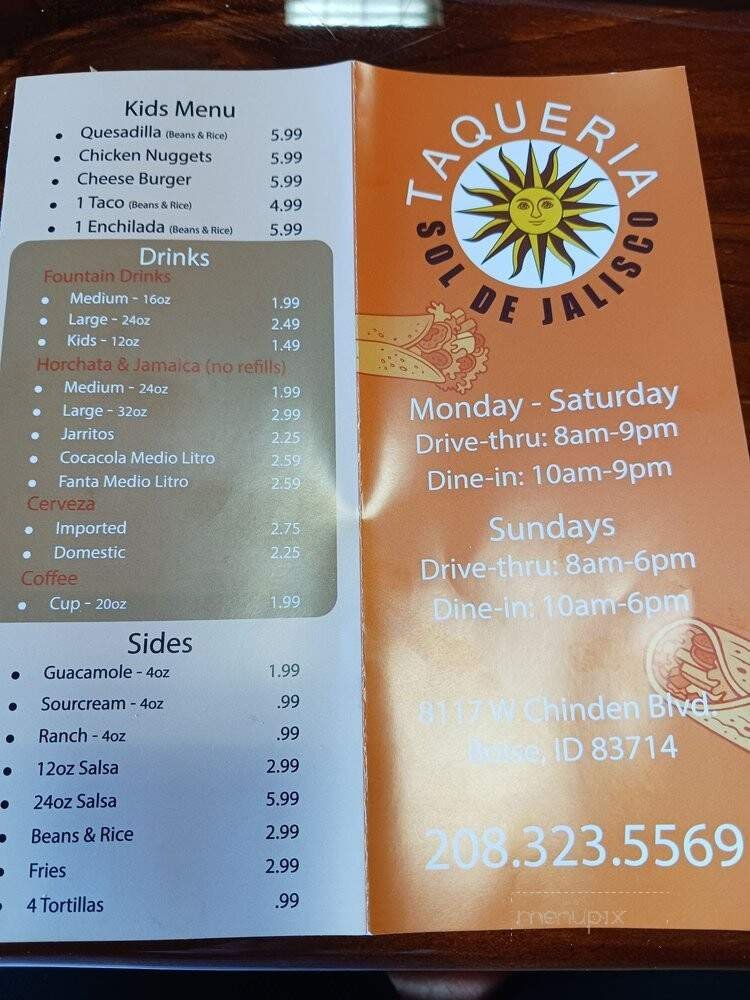 Kids Menu
• Quesadilla (Beans & Rice) 5.99
• Chicken Nuggets 5.99
• Cheese Burger 5.99
• 1 Taco (Beans & Rice) 4.99
• 1 Enchilada (Beans & Rice) 5.99
Drinks
Fountain Drinks
• Medium - 16oz 1.99
• Large - 24oz 2.49
• Kids - 12oz 1.49
Horchata & Jamaica (no refills)
• Medium - 24oz 1.99
• Large - 32oz 2.99
• Jarritos 2.25
• Cocacola Medio Litro 2.59
• Fanta Medio Litro 2.59
Cerveza
• Imported 2.75
• Domestic 2.25
Coffee
• Cup - 20oz 1.99
Sides
• Guacamole - 4oz 1.99
• Sourcream - 4oz .99
• Ranch - 4oz .99
• 12oz Salsa 2.99
• 24oz Salsa 5.99
• Beans & Rice 2.99
• Fries 2.99
• 4 Tortillas .99
TAQUERIA
SOL DE JALISCO
Monday - Saturday
Drive-thru: 8am-9pm
Dine-in: 10am-9pm
Sundays
Drive-thru: 8am-6pm
Dine-in: 10am-6pm
8117 W Chinden Blvd.
Boise, ID 83714
208.323.5569
menupix